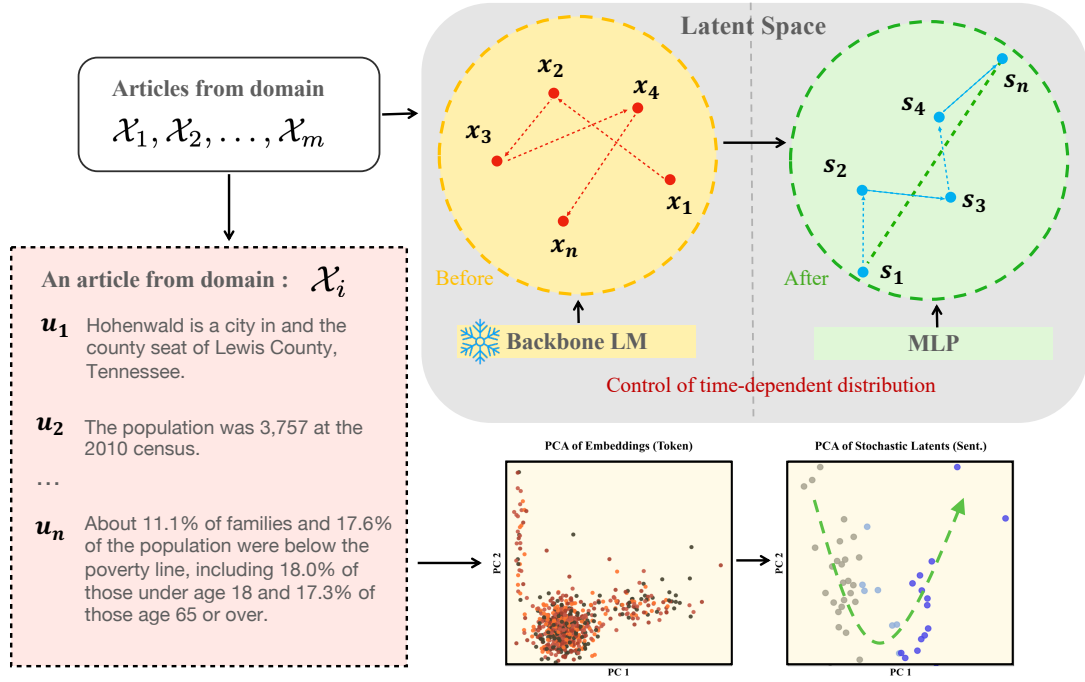 Latent Space
Articles from domain
𝒳1, 𝒳2, . . . , 𝒳m
x2
x4
x3
x1
xn
Before
Backbone LM
sn
s4
s2
s3
s1
After
MLP
Control of time-dependent distribution
An article from domain : 𝒳i
u1 Hohenwald is a city in and the
county seat of Lewis County,
Tennessee.
u2 The population was 3,757 at the
2010 census.
...
un About 11.1% of families and 17.6%
of the population were below the
poverty line, including 18.0% of
those under age 18 and 17.3% of
those age 65 or over.
PCA of Embeddings (Token)
PC 2
PC 1
PCA of Stochastic Latents (Sent.)
PC 2
PC 1